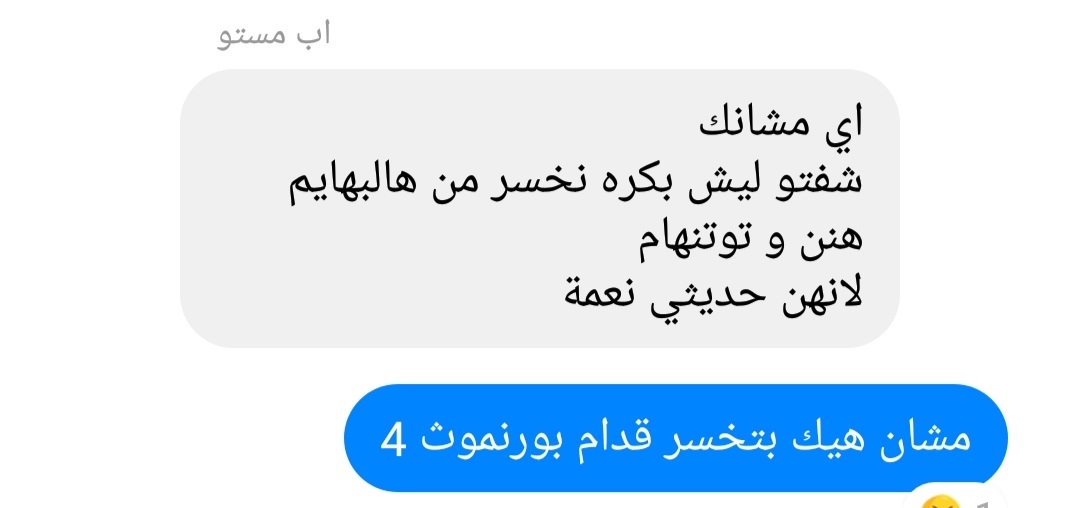 اب مستو
اي مشانك
شفتو ليش بكره نخسر من هالبهايم
هنن و توتنهام
لانهن حديثي نعمة
مشان هيك بتخسر قدام بورنموث 4